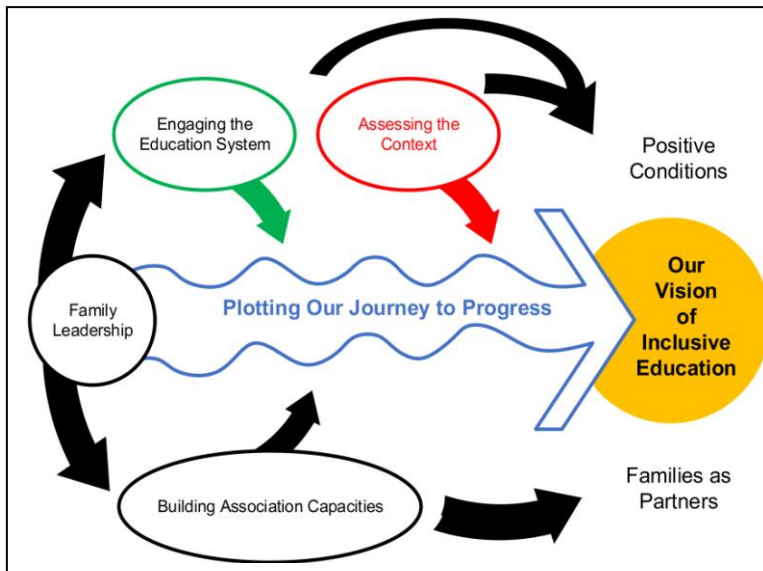 Engaging the
Education System
Assessing the
Context
Positive
Conditions
Family
Leadership
Plotting Our Journey to Progress
Our
Vision
of
Inclusive
Education
Building Association Capacities
Families as
Partners